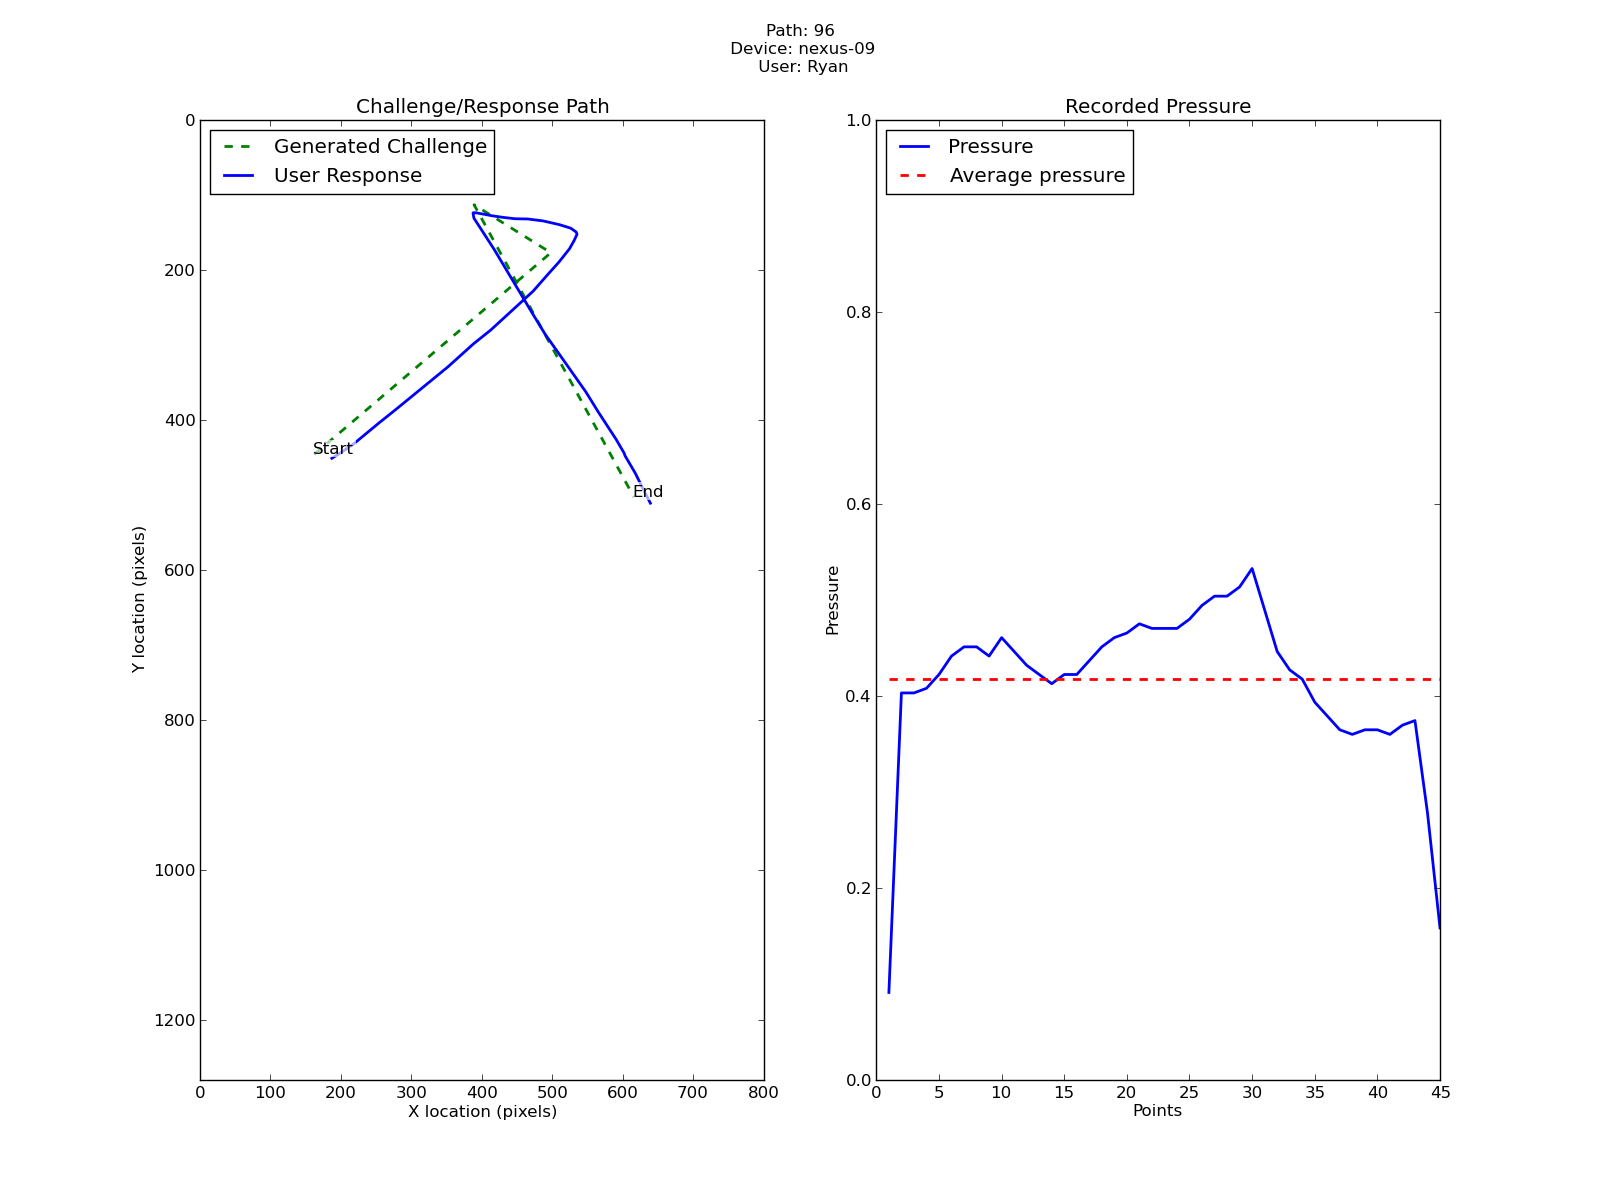 Path: 96
Device: nexus-09
User: Ryan
Challenge/Response Path
Generated Challenge
User Response
Start
End
0
200
400
600
800
1000
1200
Y location (pixels)
0 100 200 300 400 500 600 700 800
X location (pixels)
Recorded Pressure
Pressure
Average pressure
1.0
0.8
0.6
0.4
0.2
0.0
Pressure
0 5 10 15 20 25 30 35 40 45
Points